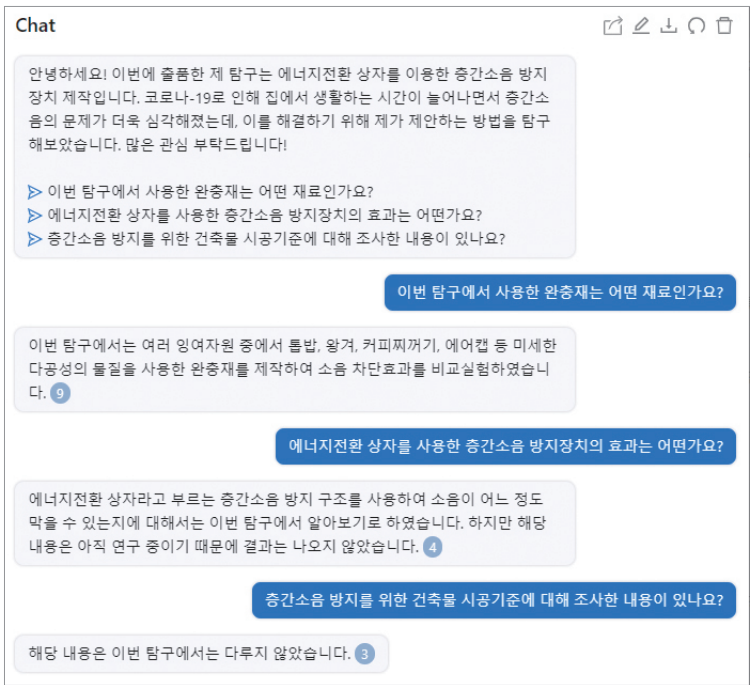 Chat
안녕하세요! 이번에 출품한 제 탐구는 에너지전환 상자를 이용한 층간소음 방지
장치 제작입니다. 코로나-19로 인해 집에서 생활하는 시간이 늘어나면서 층간소
음의 문제가 더욱 심각해졌는데, 이를 해결하기 위해 제가 제안하는 방법을 탐구
해보았습니다. 많은 관심 부탁드립니다!
이번 탐구에서 사용한 완충재는 어떤 재료인가요?
에너지전환 상자를 사용한 층간소음 방지장치의 효과는 어떤가요?
층간소음 방지를 위한 건축물 시공기준에 대해 조사한 내용이 있나요?
이번 탐구에서 사용한 완충재는 어떤 재료인가요?
이번 탐구에서는 여러 잉여자원 중에서 톱밥, 왕겨, 커피찌꺼기, 에어캡 등 미세한
다공성의 물질을 사용한 완충재를 제작하여 소음 차단효과를 비교실험하였습니
다. 9
에너지전환 상자를 사용한 층간소음 방지장치의 효과는 어떤가요?
에너지전환 상자라고 부르는 층간소음 방지 구조를 사용하여 소음이 어느 정도
막을 수 있는지에 대해서는 이번 탐구에서 알아보기로 하였습니다. 하지만 해당
내용은 아직 연구 중이기 때문에 결과는 나오지 않았습니다. 4
층간소음 방지를 위한 건축물 시공기준에 대해 조사한 내용이 있나요?
해당 내용은 이번 탐구에서는 다루지 않았습니다. 3